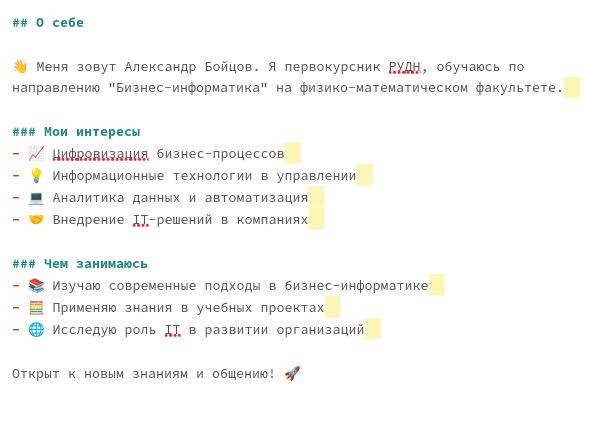 ## О себе
👋 Меня зовут Александр Бойцов. Я первокурсник РУДН, обучаюсь по
направлению "Бизнес-информатика" на физико-математическом факультете.
### Мои интересы
- 📈 Цифровизация бизнес-процессов
- 💡 Информационные технологии в управлении
- 💻 Аналитика данных и автоматизация
- 🤝 Внедрение IT-решений в компаниях
### Чем занимаюсь
- 📚 Изучаю современные подходы в бизнес-информатике
- 🧮 Применяю знания в учебных проектах
- 🌐 Исследую роль IT в развитии организаций
Открыт к новым знаниям и общению! 🚀